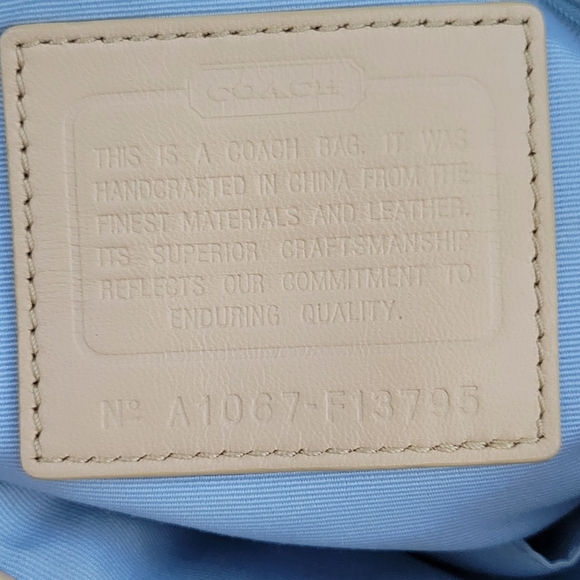 COACH
THIS IS A COACH BAG. IT WAS
HANDCRAFTED IN CHINA FROM THE
FINEST MATERIALS AND LEATHER.
ITS SUPERIOR CRAFTSMANSHIP
REFLECTS OUR COMMITMENT TO
ENDURING QUALITY.
Nº A1067-F13795